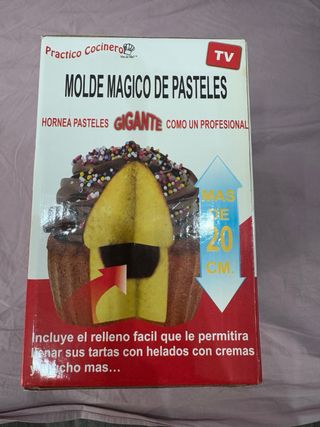 Practico Cocinero
TV
MOLDE MAGICO DE PASTELES
HORNEA PASTELES GIGANTE COMO UN PROFESIONAL
MAS
DE
20
CM.
Incluye el relleno facil que le permitira
llenar sus tartas con helados con cremas
y mucho mas...